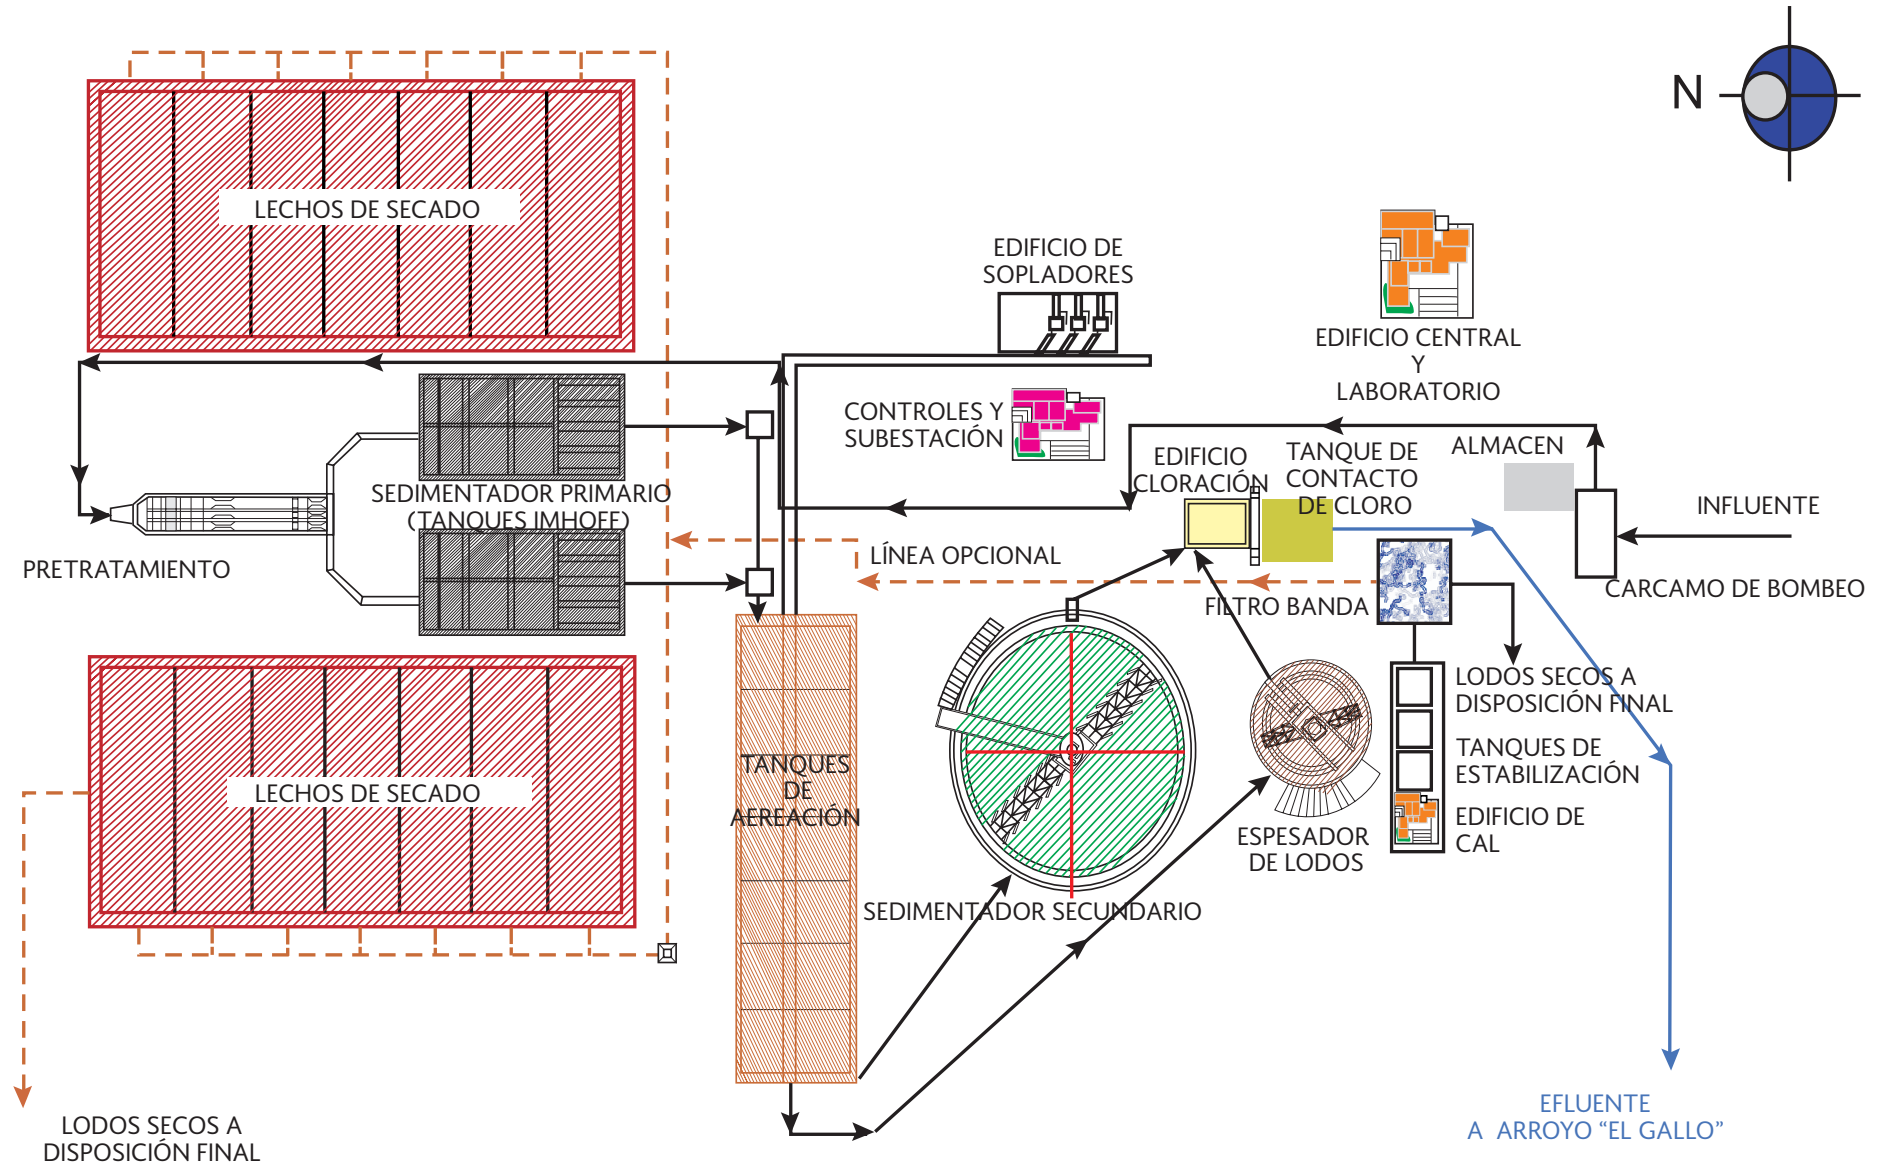 N
LECHOS DE SECADO
EDIFICIO DE
SOPLADORES
EDIFICIO CENTRAL
Y
LABORATORIO
CONTROLES Y
SUBESTACIÓN
EDIFICIO
CLORACIÓN
TANQUE DE
CONTACTO
DE CLORO
ALMACEN
INFLUENTE
CARCAMO DE BOMBEO
SEDIMENTADOR PRIMARIO
(TANQUES IMHOFF)
PRETRATAMIENTO
LÍNEA OPCIONAL
FILTRO BANDA
LODOS SECOS A
DISPOSICIÓN FINAL
TANQUES DE
ESTABILIZACIÓN
EDIFICIO DE
CAL
LECHOS DE SECADO
TANQUES
DE
AEREACIÓN
ESPESADOR
DE LODOS
SEDIMENTADOR SECUNDARIO
LODOS SECOS A
DISPOSICIÓN FINAL
EFLUENTE
A ARROYO “EL GALLO”